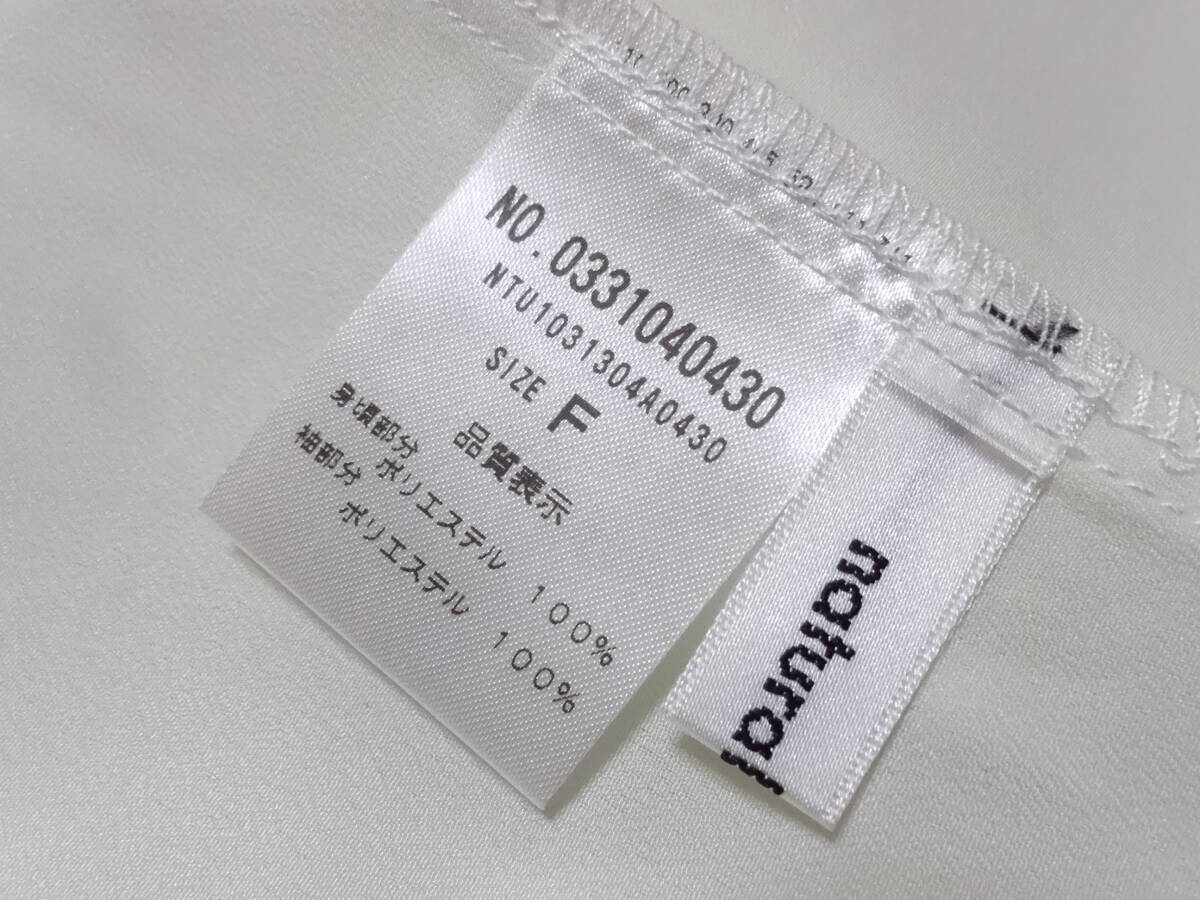 NO.0331040430
NTU1031304A0430
SIZE F
品質表示
身頃部分 ポリエステル 100%
袖部分 ポリエステル 100%
natural